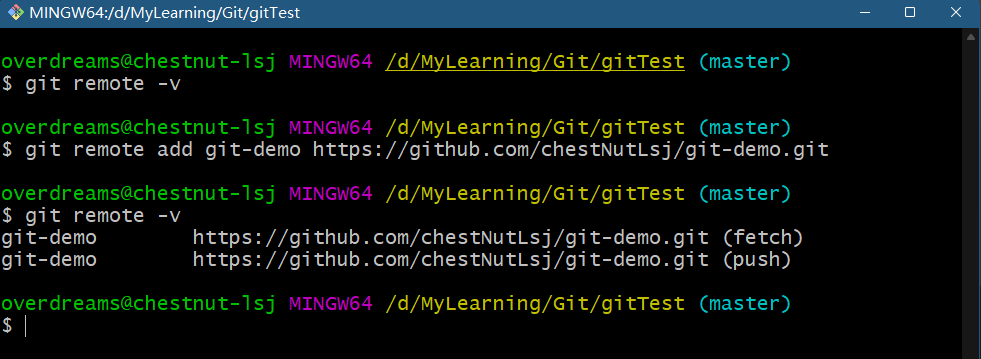 MINGW64:/d/MyLearning/Git/gitTest
overdreams@chestnut-lsj MINGW64 /d/MyLearning/Git/gitTest (master)
$ git remote -v
overdreams@chestnut-lsj MINGW64 /d/MyLearning/Git/gitTest (master)
$ git remote add git-demo https://github.com/chestNutLsj/git-demo.git
overdreams@chestnut-lsj MINGW64 /d/MyLearning/Git/gitTest (master)
$ git remote -v
git-demo        https://github.com/chestNutLsj/git-demo.git (fetch)
git-demo        https://github.com/chestNutLsj/git-demo.git (push)
overdreams@chestnut-lsj MINGW64 /d/MyLearning/Git/gitTest (master)
$